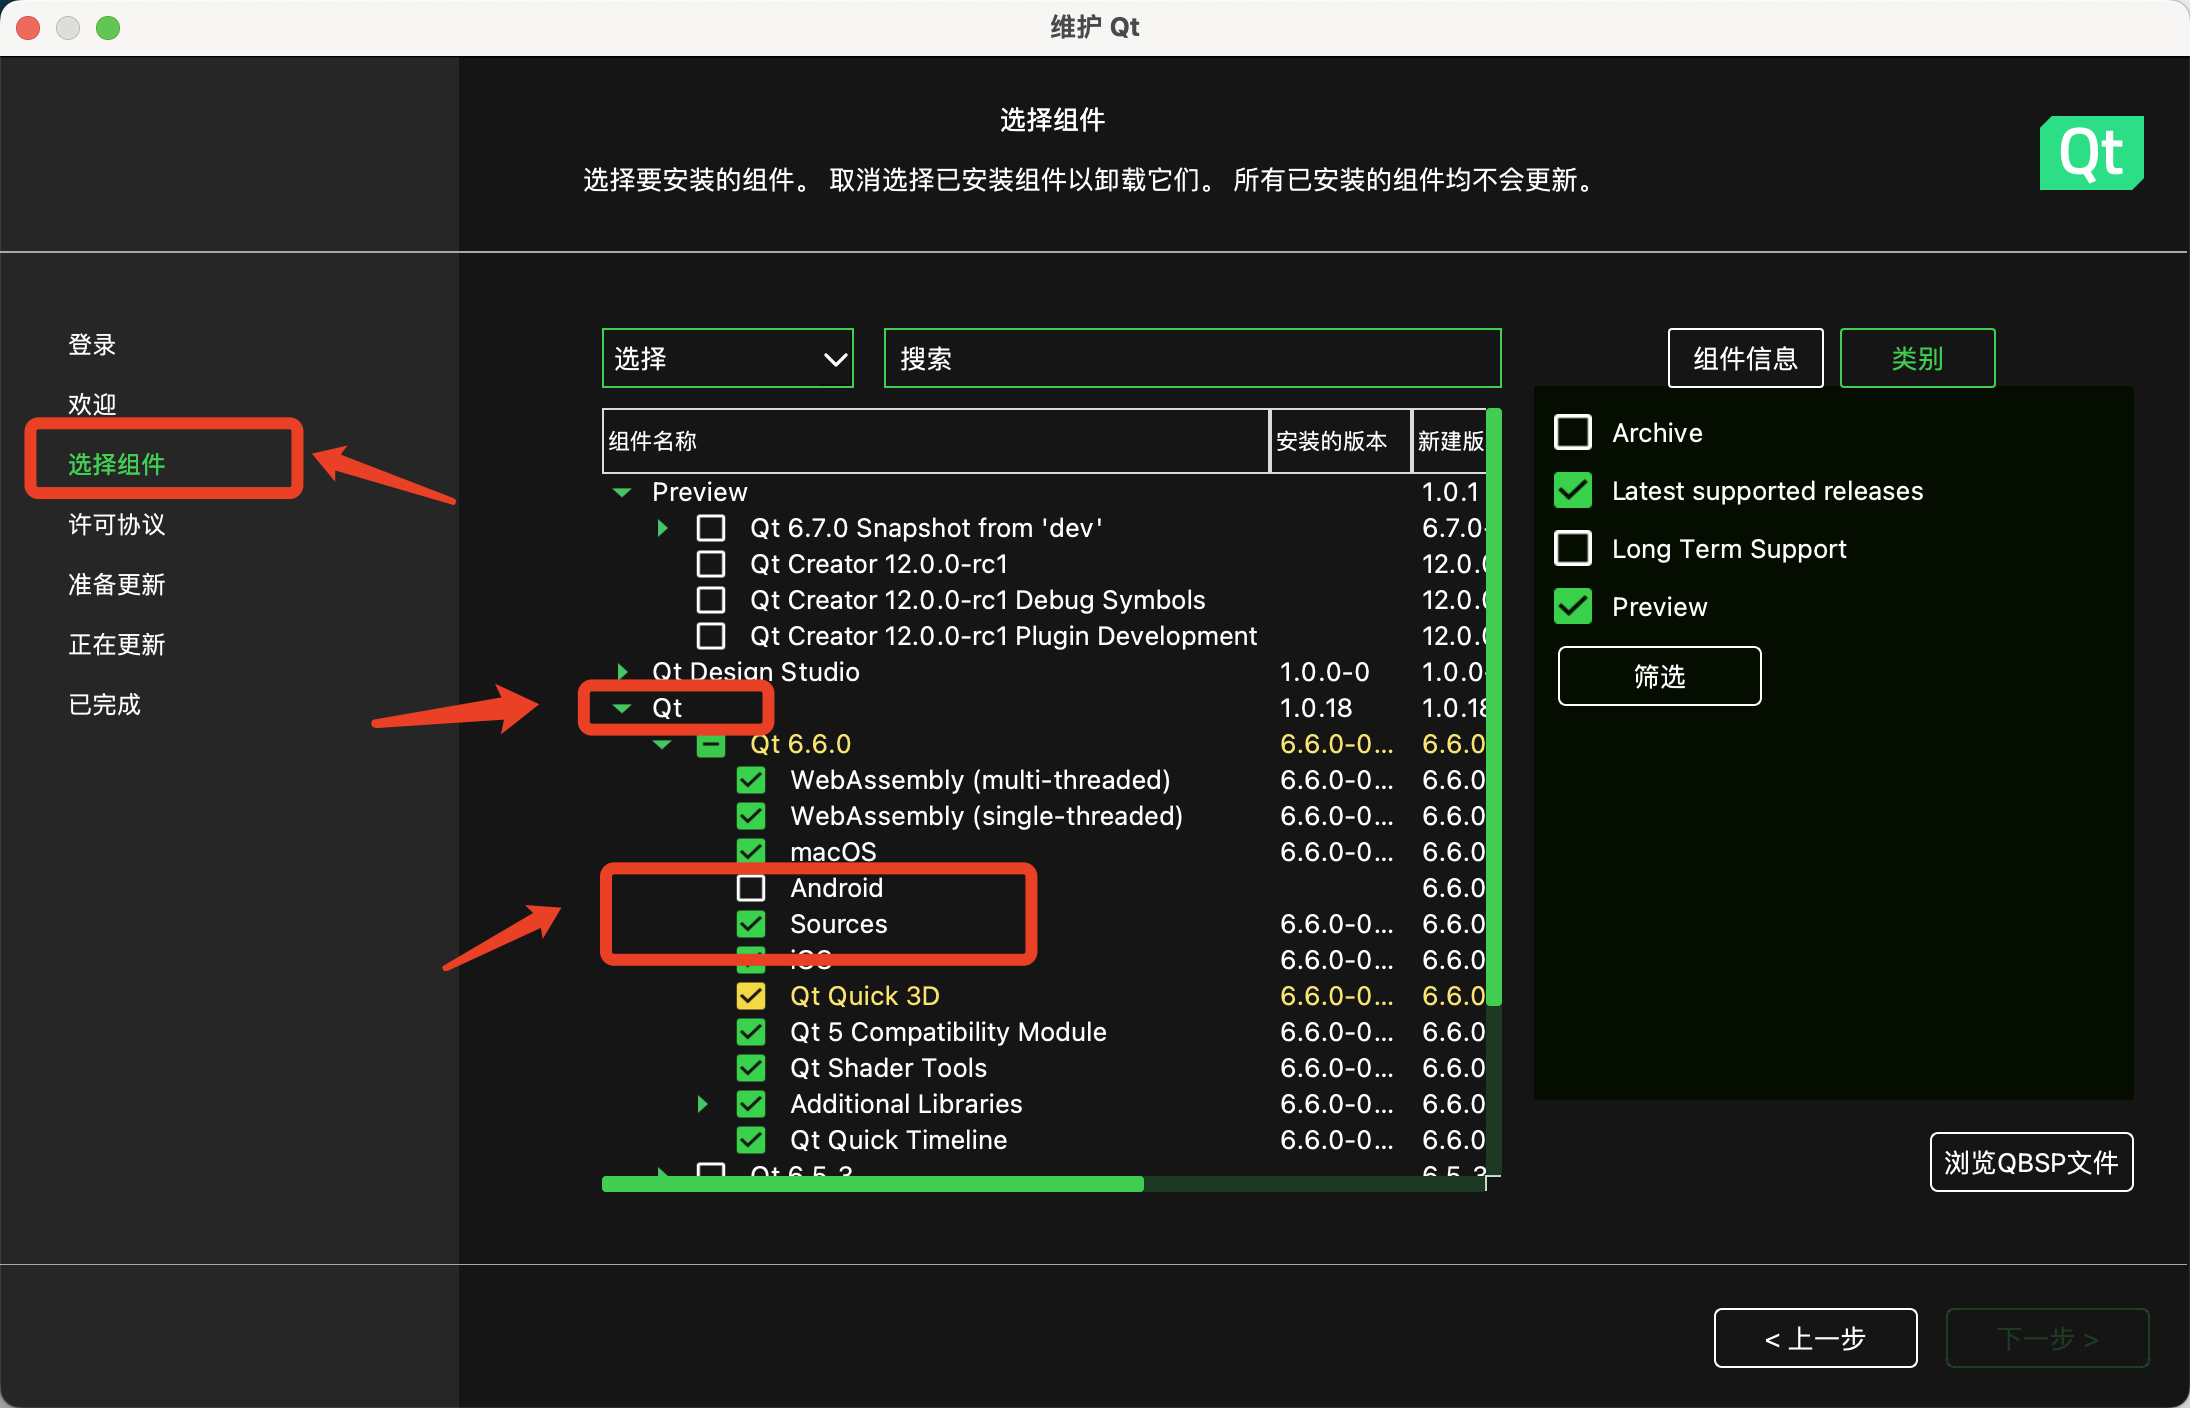 维护 Qt
选择组件
Qt
选择要安装的组件。 取消选择已安装组件以卸载它们。 所有已安装的组件均不会更新。
登录
欢迎
选择组件
许可协议
准备更新
正在更新
已完成
选择
搜索
组件信息
类别
组件名称 安装的版本 新建版
Preview 1.0.1
Qt 6.7.0 Snapshot from 'dev' 6.7.0-
Qt Creator 12.0.0-rc1 12.0.0
Qt Creator 12.0.0-rc1 Debug Symbols 12.0.0
Qt Creator 12.0.0-rc1 Plugin Development 12.0.0
Qt Design Studio 1.0.0-0 1.0.0-
Qt 1.0.18 1.0.18
Qt 6.6.0 6.6.0-0... 6.6.0
WebAssembly (multi-threaded) 6.6.0-0... 6.6.0
WebAssembly (single-threaded) 6.6.0-0... 6.6.0
macOS 6.6.0-0... 6.6.0
Android 6.6.0
Sources 6.6.0-0... 6.6.0
iOS 6.6.0-0... 6.6.0
Qt Quick 3D 6.6.0-0... 6.6.0
Qt 5 Compatibility Module 6.6.0-0... 6.6.0
Qt Shader Tools 6.6.0-0... 6.6.0
Additional Libraries 6.6.0-0... 6.6.0
Qt Quick Timeline 6.6.0-0... 6.6.0
Qt 6.5.3 6.5.3
Archive
Latest supported releases
Long Term Support
Preview
筛选
浏览QBSP文件
< 上一步
下一步 >